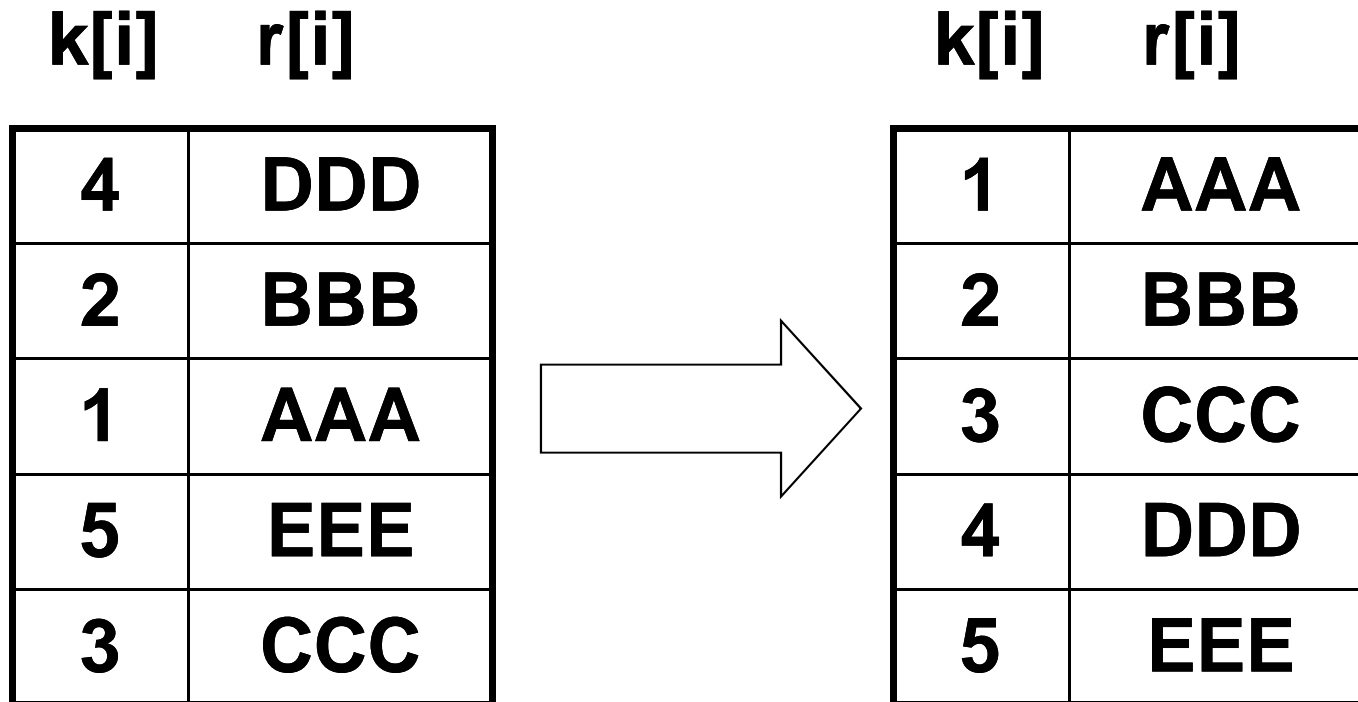 k[i] r[i] k[i] r[i]
4 DDD 1 AAA
2 BBB 2 BBB
1 AAA 3 CCC
5 EEE 4 DDD
3 CCC 5 EEE